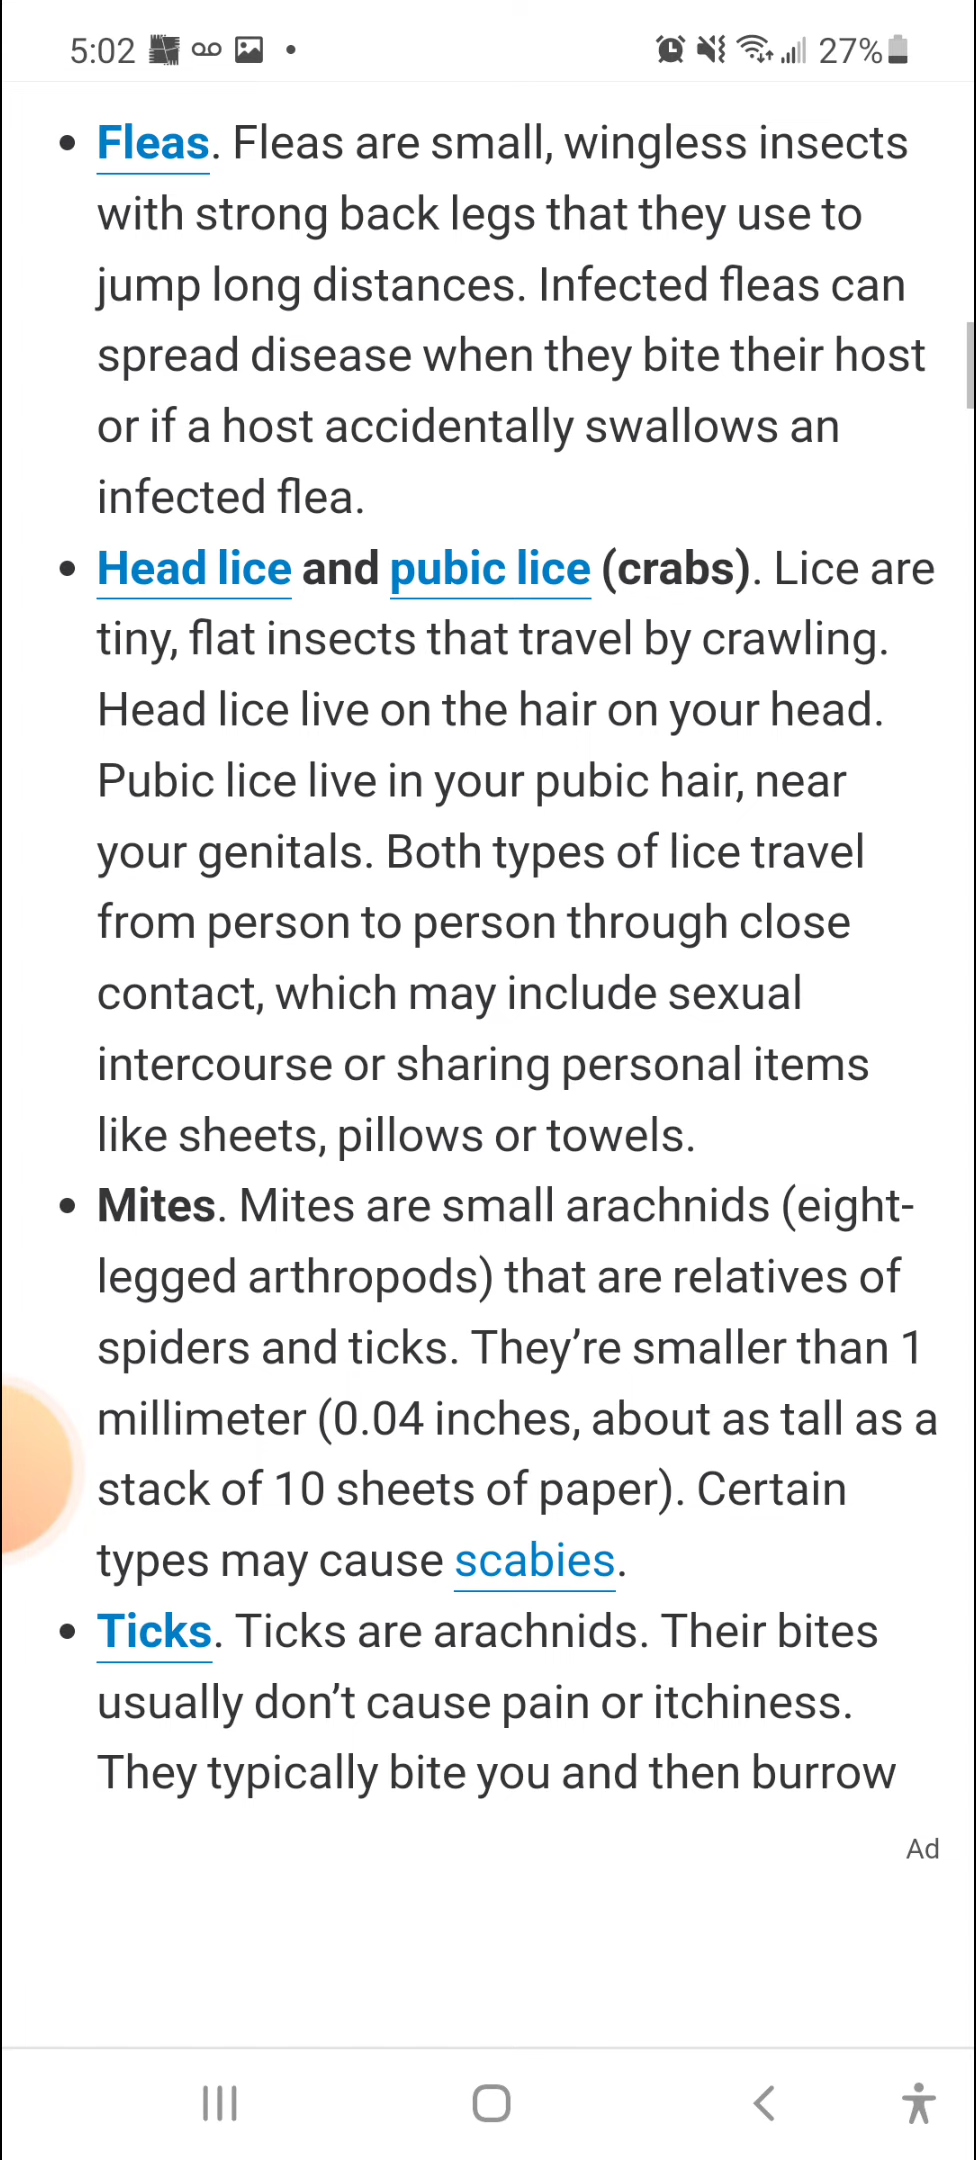 5:02
27%
Fleas. Fleas are small, wingless insects
with strong back legs that they use to
jump long distances. Infected fleas can
spread disease when they bite their host
or if a host accidentally swallows an
infected flea.
Head lice and pubic lice (crabs). Lice are
tiny, flat insects that travel by crawling.
Head lice live on the hair on your head.
Pubic lice live in your pubic hair, near
your genitals. Both types of lice travel
from person to person through close
contact, which may include sexual
intercourse or sharing personal items
like sheets, pillows or towels.
Mites. Mites are small arachnids (eight-
legged arthropods) that are relatives of
spiders and ticks. They’re smaller than 1
millimeter (0.04 inches, about as tall as a
stack of 10 sheets of paper). Certain
types may cause scabies.
Ticks. Ticks are arachnids. Their bites
usually don’t cause pain or itchiness.
They typically bite you and then burrow
Ad